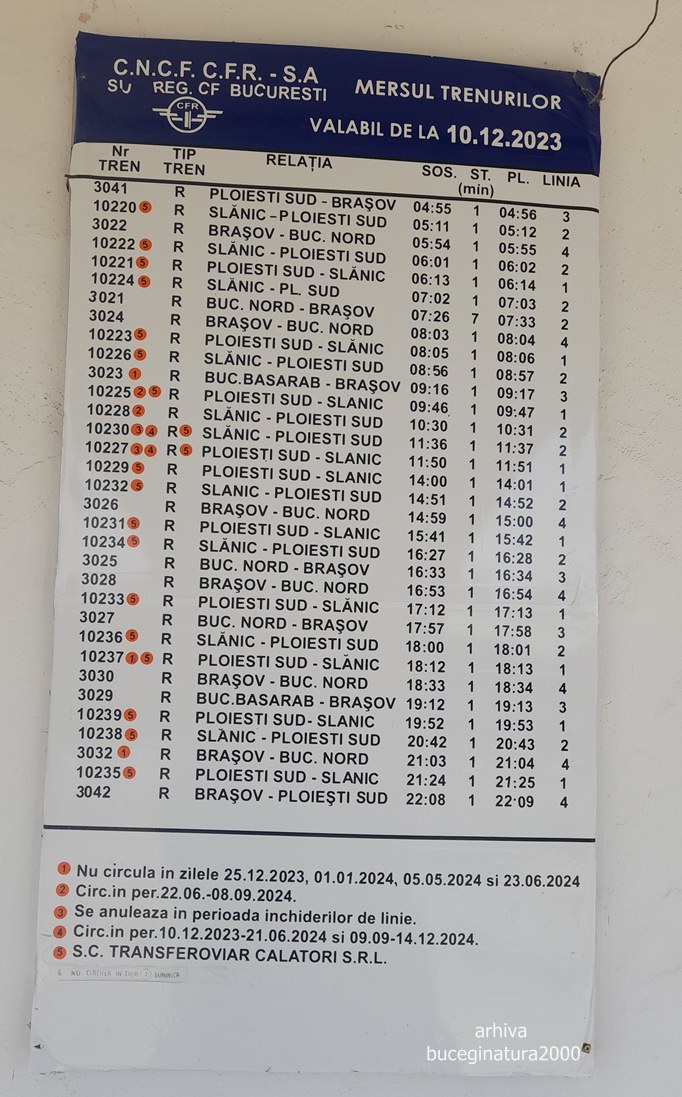 C.N.C.F. C.F.R. - S.A
SU REG. CF BUCURESTI
CFR
MERSUL TRENURILOR
VALABIL DE LA 10.12.2023
Nr TREN TIP TREN RELAȚIA SOS. ST. (min) PL. LINIA
3041 R PLOIESTI SUD - BRAȘOV 04:55 1 04:56 3
10220 5 R SLĂNIC - PLOIESTI SUD 05:11 1 05:12 2
3022 R BRAȘOV - BUC. NORD 05:54 1 05:55 4
10222 5 R SLĂNIC - PLOIESTI SUD 06:01 1 06:02 2
10221 5 R PLOIESTI SUD - SLĂNIC 06:13 1 06:14 1
10224 5 R SLĂNIC - PL. SUD 07:02 1 07:03 2
3021 R BUC. NORD - BRAȘOV 07:26 7 07:33 2
3024 R BRAȘOV - BUC. NORD 08:03 1 08:04 4
10223 5 R PLOIESTI SUD - SLĂNIC 08:05 1 08:06 1
10226 5 R SLĂNIC - PLOIESTI SUD 08:56 1 08:57 2
3023 1 R BUC.BASARAB - BRAȘOV 09:16 1 09:17 3
10225 2 5 R PLOIESTI SUD - SLANIC 09:46 1 09:47 1
10228 2 R SLĂNIC - PLOIESTI SUD 10:30 1 10:31 2
10230 3 4 R 5 SLĂNIC - PLOIESTI SUD 11:36 1 11:37 2
10227 3 4 R 5 PLOIESTI SUD - SLANIC 11:50 1 11:51 1
10229 5 R PLOIESTI SUD - SLANIC 14:00 1 14:01 1
10232 5 R SLANIC - PLOIESTI SUD 14:51 1 14:52 2
3026 R BRAȘOV - BUC. NORD 14:59 1 15:00 4
10231 5 R PLOIESTI SUD - SLANIC 15:41 1 15:42 1
10234 5 R SLĂNIC - PLOIESTI SUD 16:27 1 16:28 2
3025 R BUC. NORD - BRAȘOV 16:33 1 16:34 3
3028 R BRAȘOV - BUC. NORD 16:53 1 16:54 4
10233 5 R PLOIESTI SUD - SLĂNIC 17:12 1 17:13 1
3027 R BUC. NORD - BRAȘOV 17:57 1 17:58 3
10236 5 R SLĂNIC - PLOIESTI SUD 18:00 1 18:01 2
10237 1 5 R PLOIESTI SUD - SLĂNIC 18:12 1 18:13 1
3030 R BRAȘOV - BUC. NORD 18:33 1 18:34 4
3029 R BUC.BASARAB - BRAȘOV 19:12 1 19:13 3
10239 5 R PLOIESTI SUD- SLANIC 19:52 1 19:53 1
10238 5 R SLĂNIC - PLOIESTI SUD 20:42 1 20:43 2
3032 1 R BRAȘOV - BUC. NORD 21:03 1 21:04 4
10235 5 R PLOIESTI SUD - SLANIC 21:24 1 21:25 1
3042 R BRAȘOV - PLOIEȘTI SUD 22:08 1 22:09 4
1 Nu circula in zilele 25.12.2023, 01.01.2024, 05.05.2024 si 23.06.2024
2 Circ.in per.22.06.-08.09.2024.
3 Se anuleaza in perioada inchiderilor de linie.
4 Circ.in per.10.12.2023-21.06.2024 si 09.09-14.12.2024.
5 S.C. TRANSFEROVIAR CALATORI S.R.L.
6 NU CIRCULA IN DUMINICA
arhiva
buceginatura2000